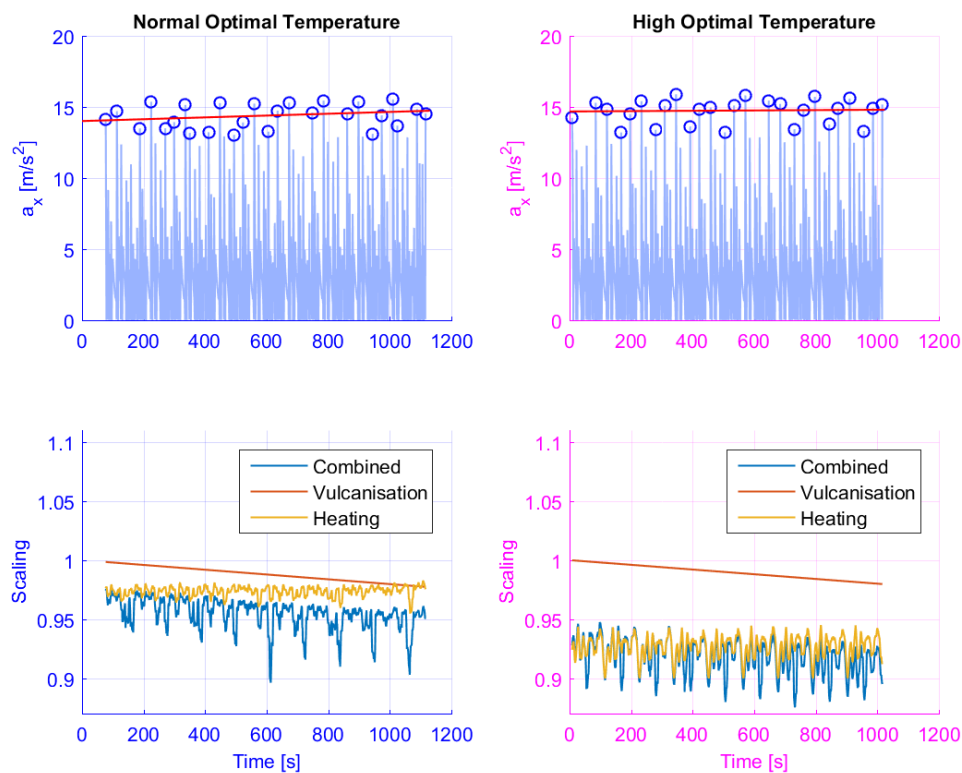 Normal Optimal Temperature
20
15
10
5
0
a_x [m/s^2]
0 200 400 600 800 1000 1200
High Optimal Temperature
20
15
10
5
0
a_x [m/s^2]
0 200 400 600 800 1000 1200
1.1
1.05
1
0.95
0.9
Scaling
Combined
Vulcanisation
Heating
0 200 400 600 800 1000 1200
Time [s]
1.1
1.05
1
0.95
0.9
Scaling
Combined
Vulcanisation
Heating
0 200 400 600 800 1000 1200
Time [s]